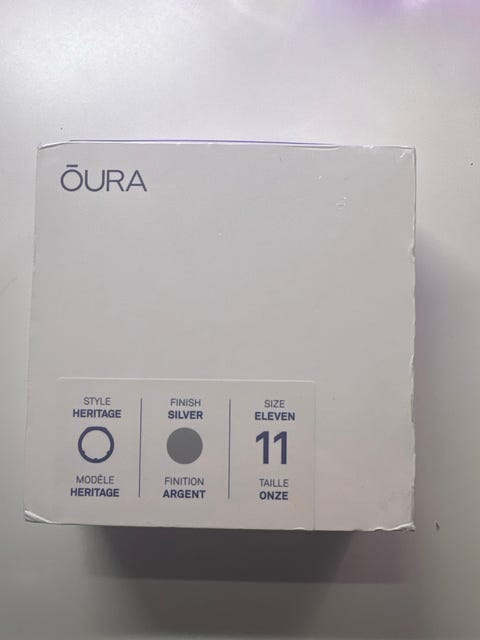 ŌURA
STYLE
HERITAGE
MODÈLE
HERITAGE
FINISH
SILVER
FINITION
ARGENT
SIZE
ELEVEN
11
TAILLE
ONZE